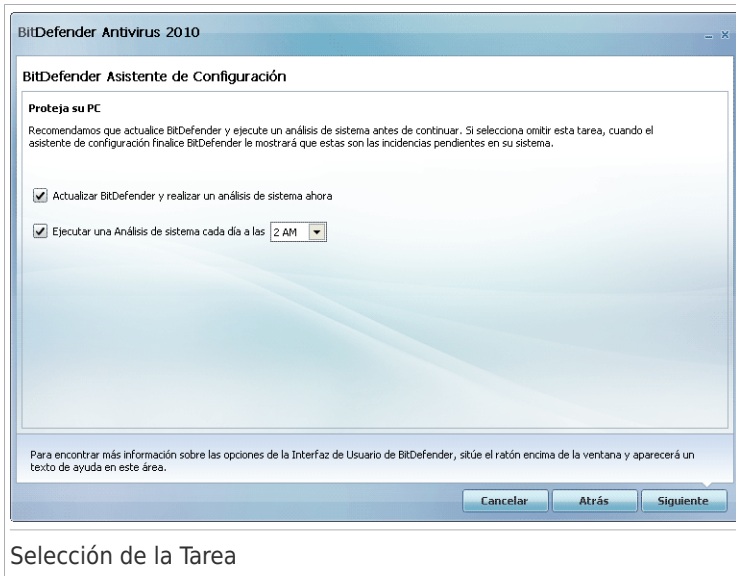 BitDefender Antivirus 2010
BitDefender Asistente de Configuración
Proteja su PC
Recomendamos que actualice BitDefender y ejecute un análisis de sistema antes de continuar. Si selecciona omitir esta tarea, cuando el
asistente de configuración finalice BitDefender le mostrará que estas son las incidencias pendientes en su sistema.
Actualizar BitDefender y realizar un análisis de sistema ahora
Ejecutar una Análisis de sistema cada día a las 2 AM
Para encontrar más información sobre las opciones de la Interfaz de Usuario de BitDefender, sitúe el ratón encima de la ventana y aparecerá un
texto de ayuda en este área.
Cancelar Atrás Siguiente
Selección de la Tarea